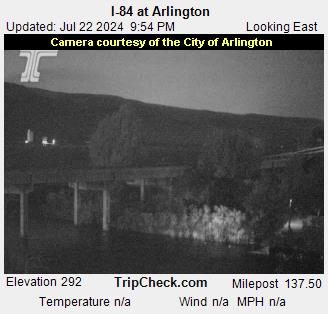 I-84 at Arlington
Updated: Jul 22 2024 9:54 PM Looking East
Camera courtesy of the City of Arlington
Elevation 292 TripCheck.com Milepost 137.50
Temperature n/a Wind n/a MPH n/a